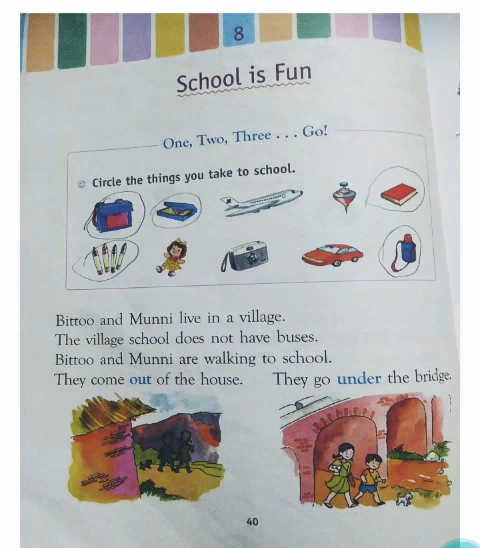 8
School is Fun
One, Two, Three . . . Go!
Circle the things you take to school.
Bittoo and Munni live in a village.
The village school does not have buses.
Bittoo and Munni are walking to school.
They come out of the house.
They go under the bridge.
40